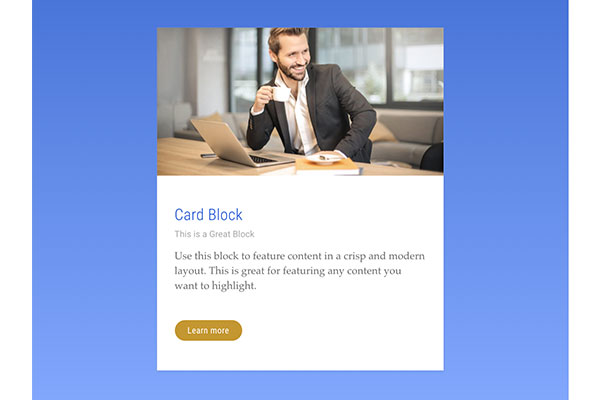 Card Block
This is a Great Block
Use this block to feature content in a crisp and modern
layout. This is great for featuring any content you
want to highlight.
Learn more